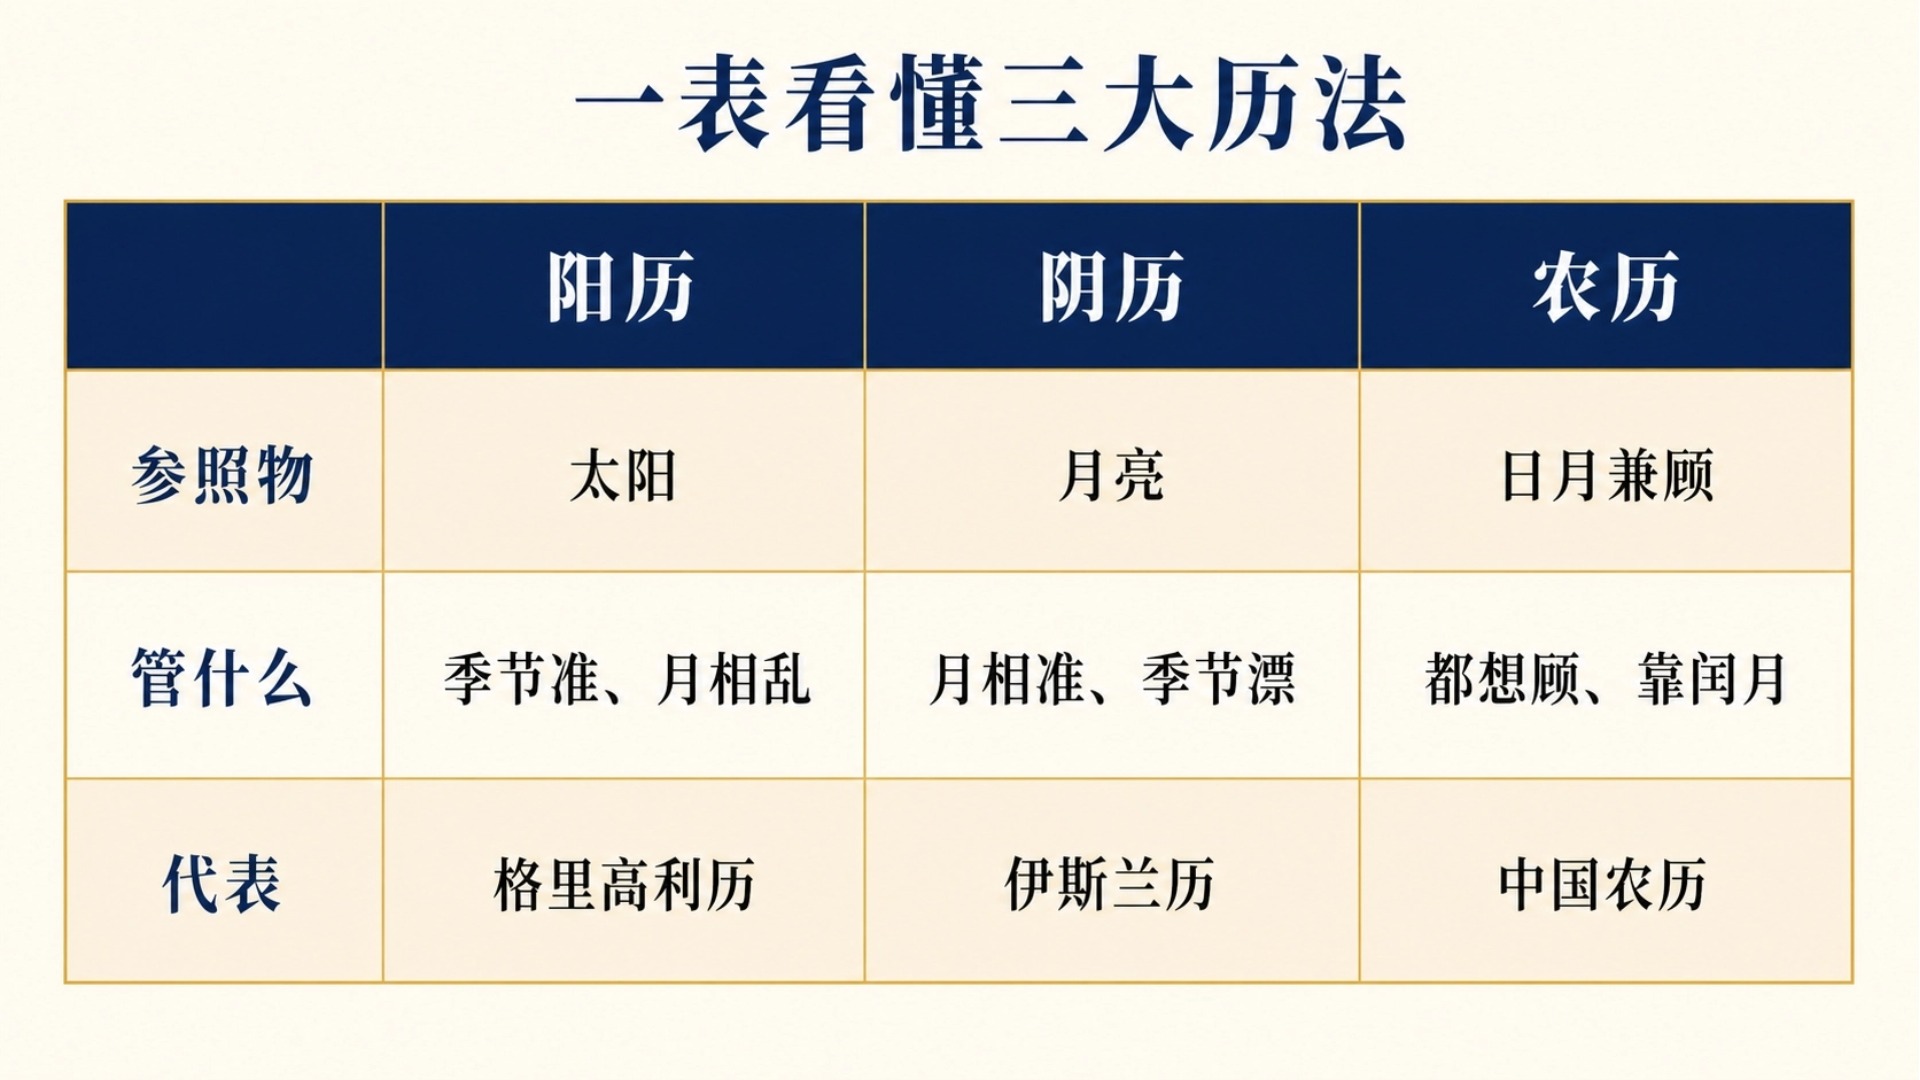 一表看懂三大历法
阳历 阴历 农历
参照物 太阳 月亮 日月兼顾
管什么 季节准、月相乱 月相准、季节漂 都想顾、靠闰月
代表 格里高利历 伊斯兰历 中国农历